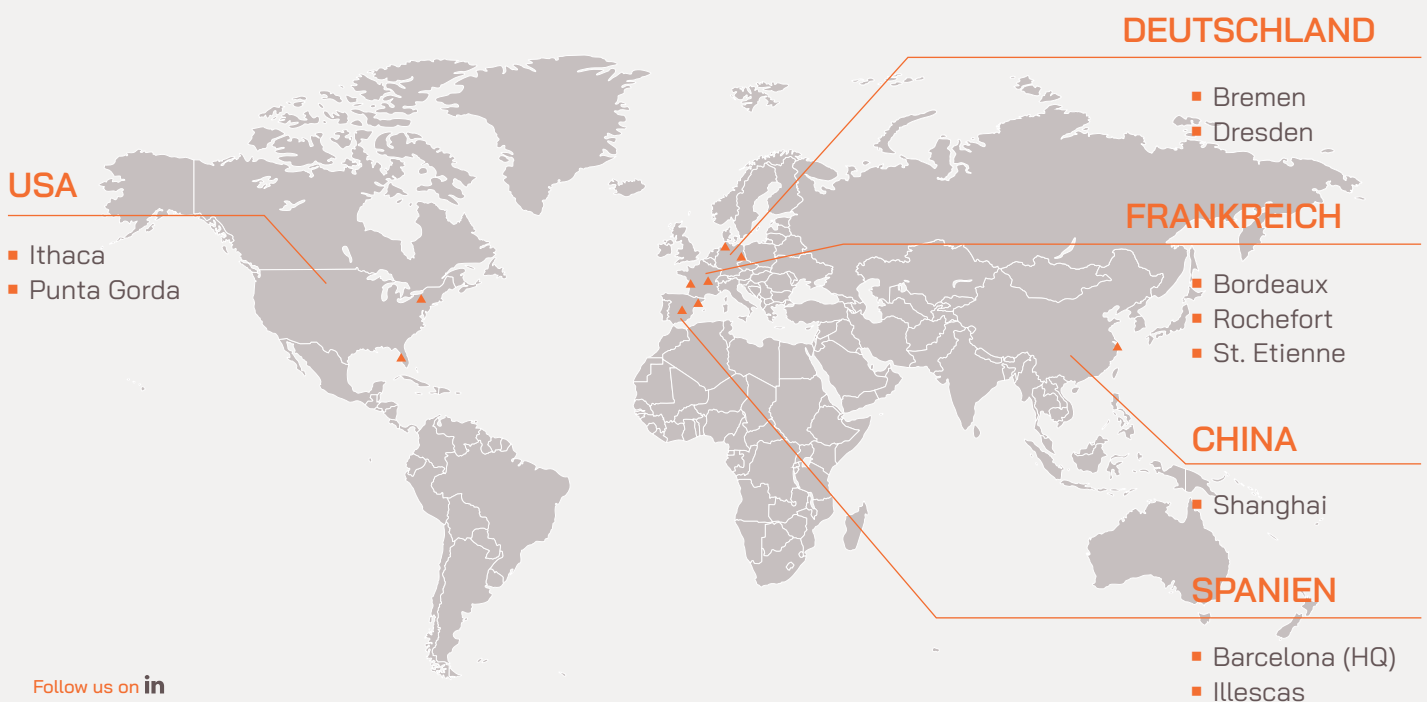 DEUTSCHLAND
Bremen
Dresden
USA
Ithaca
Punta Gorda
FRANKREICH
Bordeaux
Rochefort
St. Etienne
CHINA
Shanghai
SPANIEN
Barcelona (HQ)
Illescas
Follow us on in